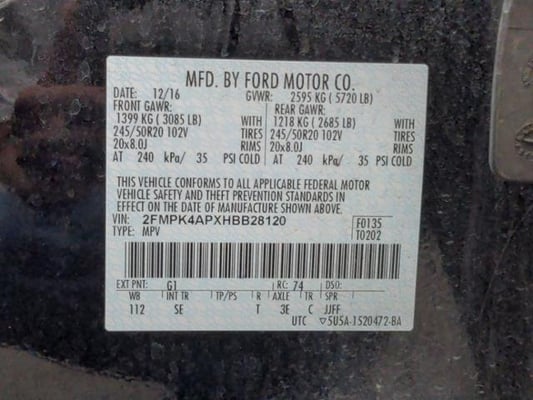 MFD. BY FORD MOTOR CO.
DATE: 12/16 GVWR: 2595 KG ( 5720 LB)
FRONT GAWR: REAR GAWR:
1399 KG ( 3085 LB) WITH 1218 KG ( 2685 LB) WITH
245/50R20 102V TIRES 245/50R20 102V TIRES
20x8.0J RIMS 20x8.0J RIMS
AT 240 kPa/ 35 PSI COLD AT 240 kPa/ 35 PSI COLD
THIS VEHICLE CONFORMS TO ALL APPLICABLE FEDERAL MOTOR
VEHICLE SAFETY AND THEFT PREVENTION STANDARDS IN
EFFECT ON THE DATE OF MANUFACTURE SHOWN ABOVE.
VIN: 2FMPK4APXHBB28120 F0135
TYPE: MPV T0202
EXT PNT: G1 RC: 74 DSO:
WB INT TR TP/PS R AXLE TR SPR
112 SE T 3E C JJFF
UTC ▽5U5A-1520472-BA